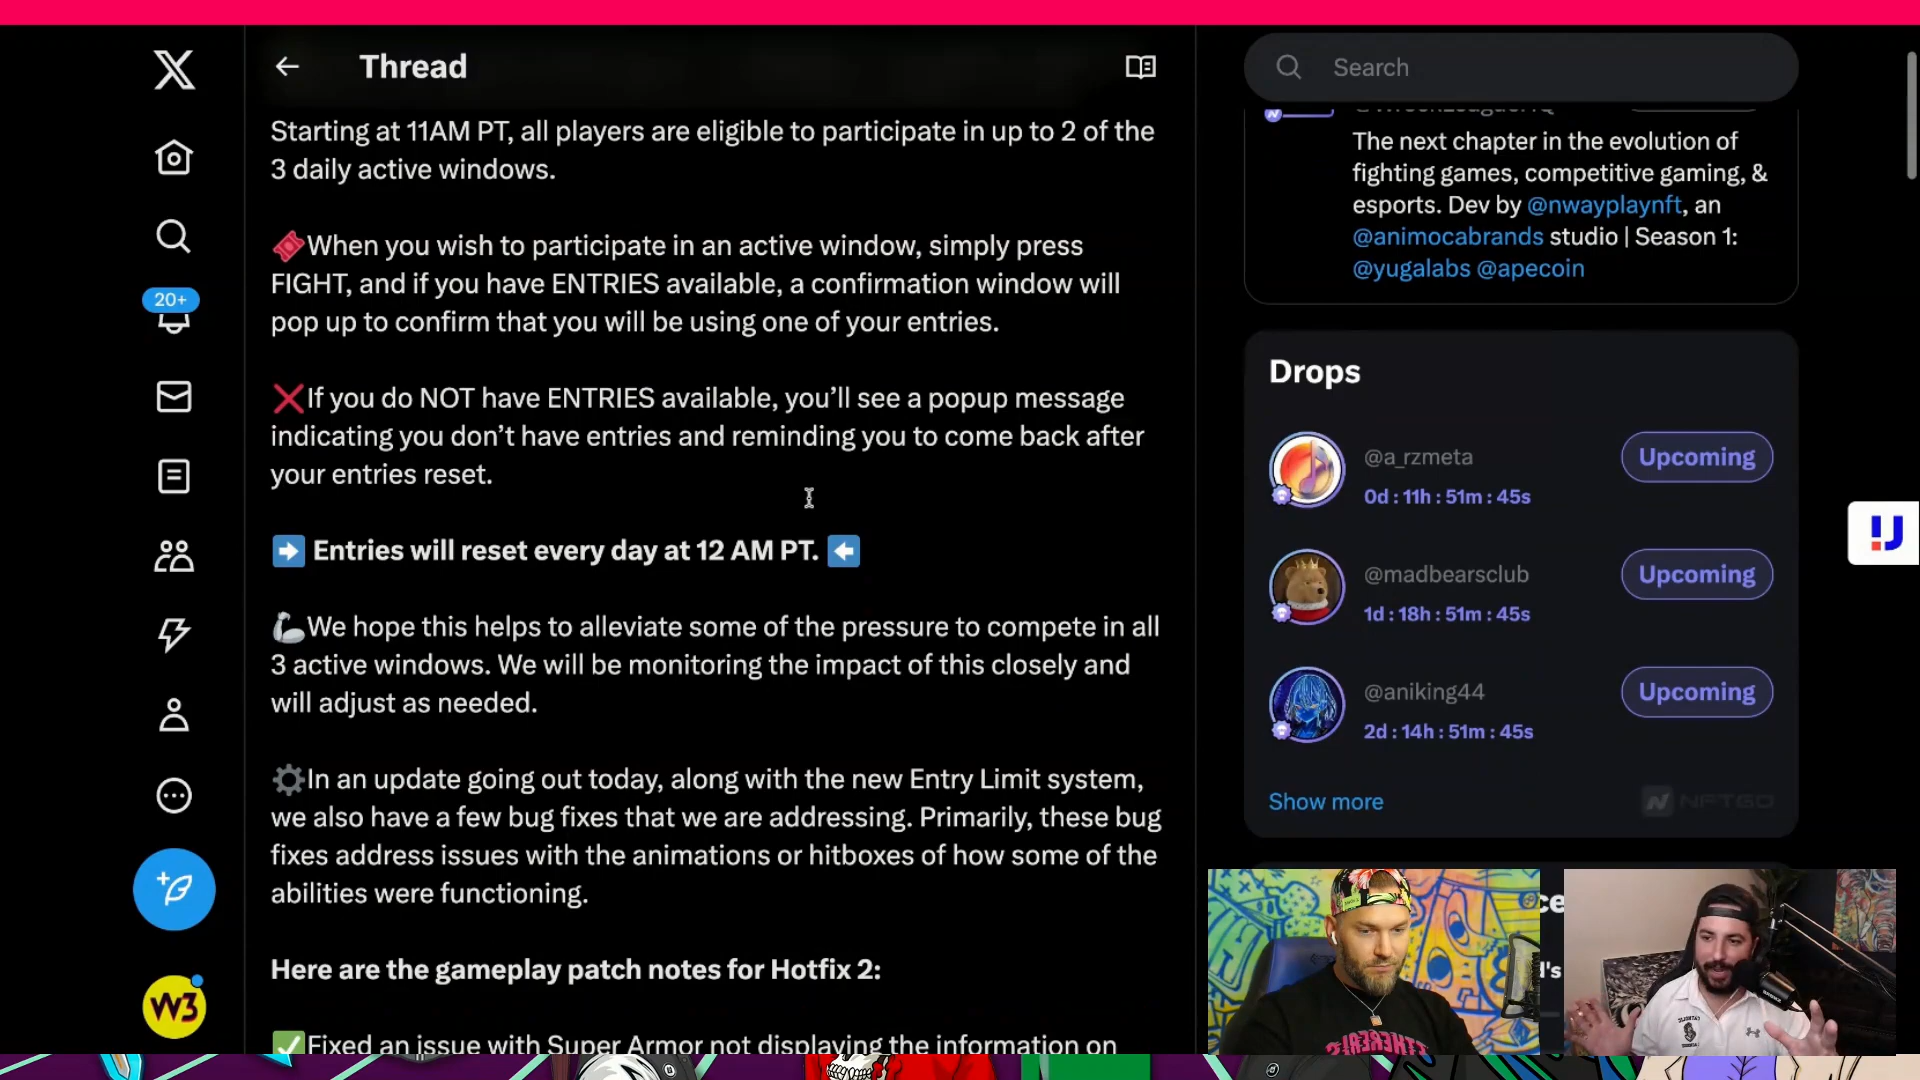 Thread
Search
Starting at 11AM PT, all players are eligible to participate in up to 2 of the
3 daily active windows.
When you wish to participate in an active window, simply press
FIGHT, and if you have ENTRIES available, a confirmation window will
pop up to confirm that you will be using one of your entries.
If you do NOT have ENTRIES available, you'll see a popup message
indicating you don't have entries and reminding you to come back after
your entries reset.
Entries will reset every day at 12 AM PT.
We hope this helps to alleviate some of the pressure to compete in all
3 active windows. We will be monitoring the impact of this closely and
will adjust as needed.
In an update going out today, along with the new Entry Limit system,
we also have a few bug fixes that we are addressing. Primarily, these bug
fixes address issues with the animations or hitboxes of how some of the
abilities were functioning.
Here are the gameplay patch notes for Hotfix 2:
Fixed an issue with Super Armor not displaying the information on
20+
W3
The next chapter in the evolution of
fighting games, competitive gaming, &
esports. Dev by @nwayplaynft, an
@animocabrands studio | Season 1:
@yugalabs @apecoin
Drops
@a_rzmeta
Upcoming
0d : 11h : 51m : 45s
@madbearsclub
Upcoming
1d : 18h : 51m : 45s
@aniking44
Upcoming
2d : 14h : 51m : 45s
Show more
NFTGO